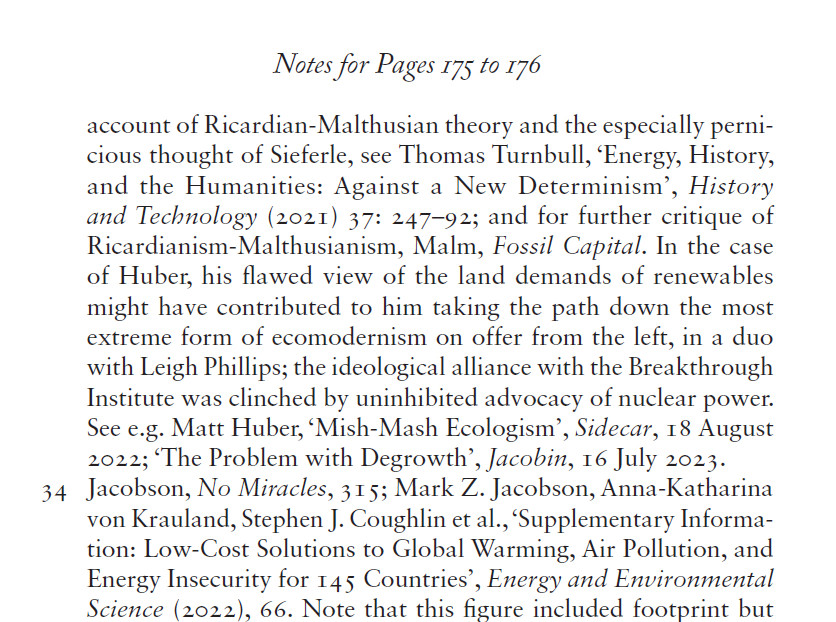 Notes for Pages 175 to 176
account of Ricardian-Malthusian theory and the especially perni-
cious thought of Sieferle, see Thomas Turnbull, ‘Energy, History,
and the Humanities: Against a New Determinism’, History
and Technology (2021) 37: 247–92; and for further critique of
Ricardianism-Malthusianism, Malm, Fossil Capital. In the case
of Huber, his flawed view of the land demands of renewables
might have contributed to him taking the path down the most
extreme form of ecomodernism on offer from the left, in a duo
with Leigh Phillips; the ideological alliance with the Breakthrough
Institute was clinched by uninhibited advocacy of nuclear power.
See e.g. Matt Huber, ‘Mish-Mash Ecologism’, Sidecar, 18 August
2022; ‘The Problem with Degrowth’, Jacobin, 16 July 2023.
34 Jacobson, No Miracles, 315; Mark Z. Jacobson, Anna-Katharina
von Krauland, Stephen J. Coughlin et al., ‘Supplementary Informa-
tion: Low-Cost Solutions to Global Warming, Air Pollution, and
Energy Insecurity for 145 Countries’, Energy and Environmental
Science (2022), 66. Note that this figure included footprint but